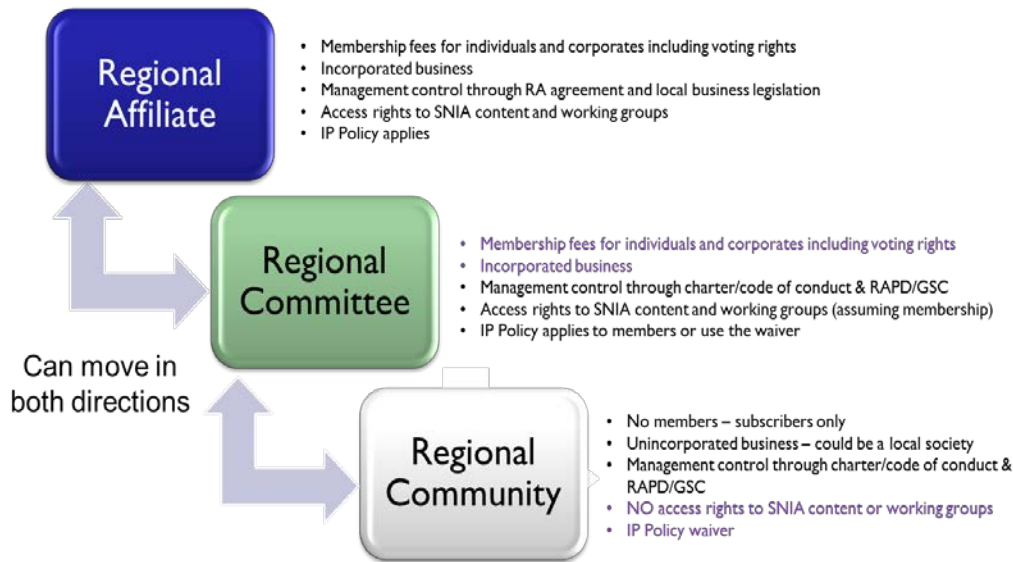 Regional
Affiliate
• Membership fees for individuals and corporates including voting rights
• Incorporated business
• Management control through RA agreement and local business legislation
• Access rights to SNIA content and working groups
• IP Policy applies
Regional
Committee
• Membership fees for individuals and corporates including voting rights
• Incorporated business
• Management control through charter/code of conduct & RAPD/GSC
• Access rights to SNIA content and working groups (assuming membership)
• IP Policy applies to members or use the waiver
Can move in
both directions
Regional
Community
• No members – subscribers only
• Unincorporated business – could be a local society
• Management control through charter/code of conduct &
RAPD/GSC
• NO access rights to SNIA content or working groups
• IP Policy waiver